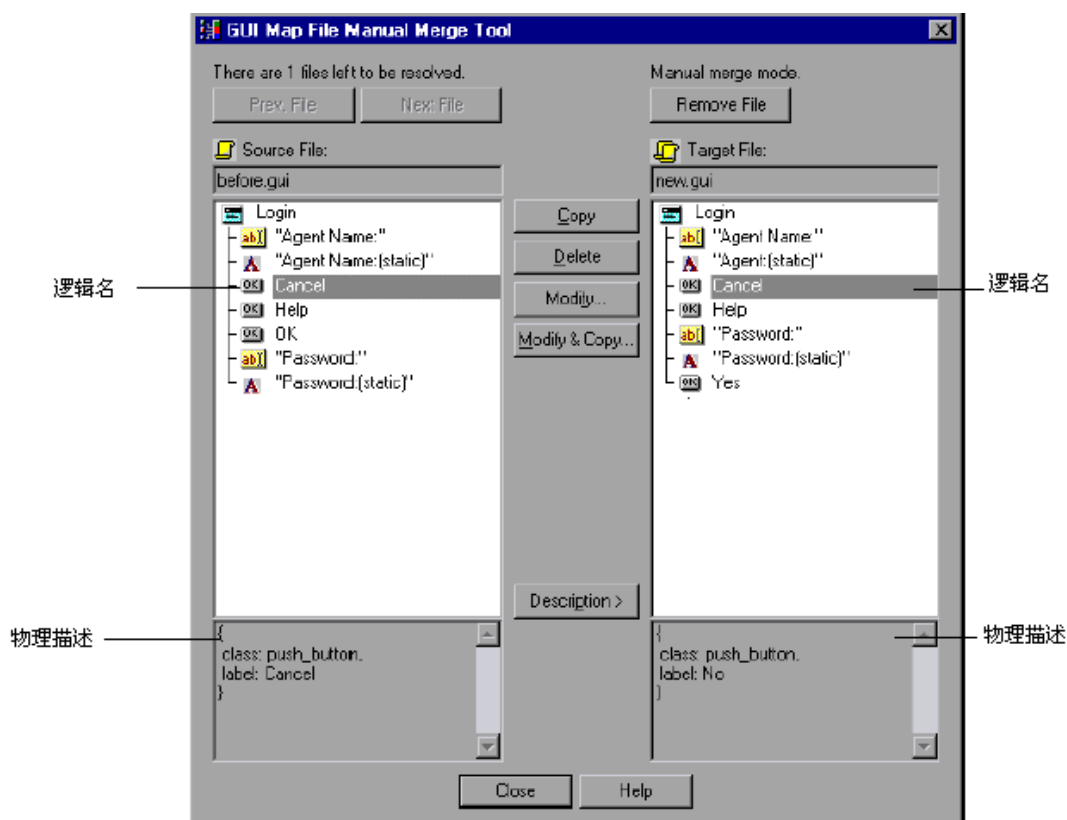 GUI Map File Manual Merge Tool
There are 1 files left to be resolved.
Manual merge mode.
Prev. File
Next File
Remove File
Source File:
Target File:
before.gui
new.gui
Login
"Agent Name:"
"Agent Name:(static)"
Cancel
Help
OK
"Password:"
"Password:(static)"
Copy
Delete
Modify...
Modify & Copy...
Description >
Login
"Agent Name:"
"Agent:(static)"
Cancel
Help
"Password:"
"Password:(static)"
Yes
逻辑名
逻辑名
物理描述
{
class: push_button,
label: Cancel
}
{
class: push_button,
label: No
}
物理描述
Close
Help